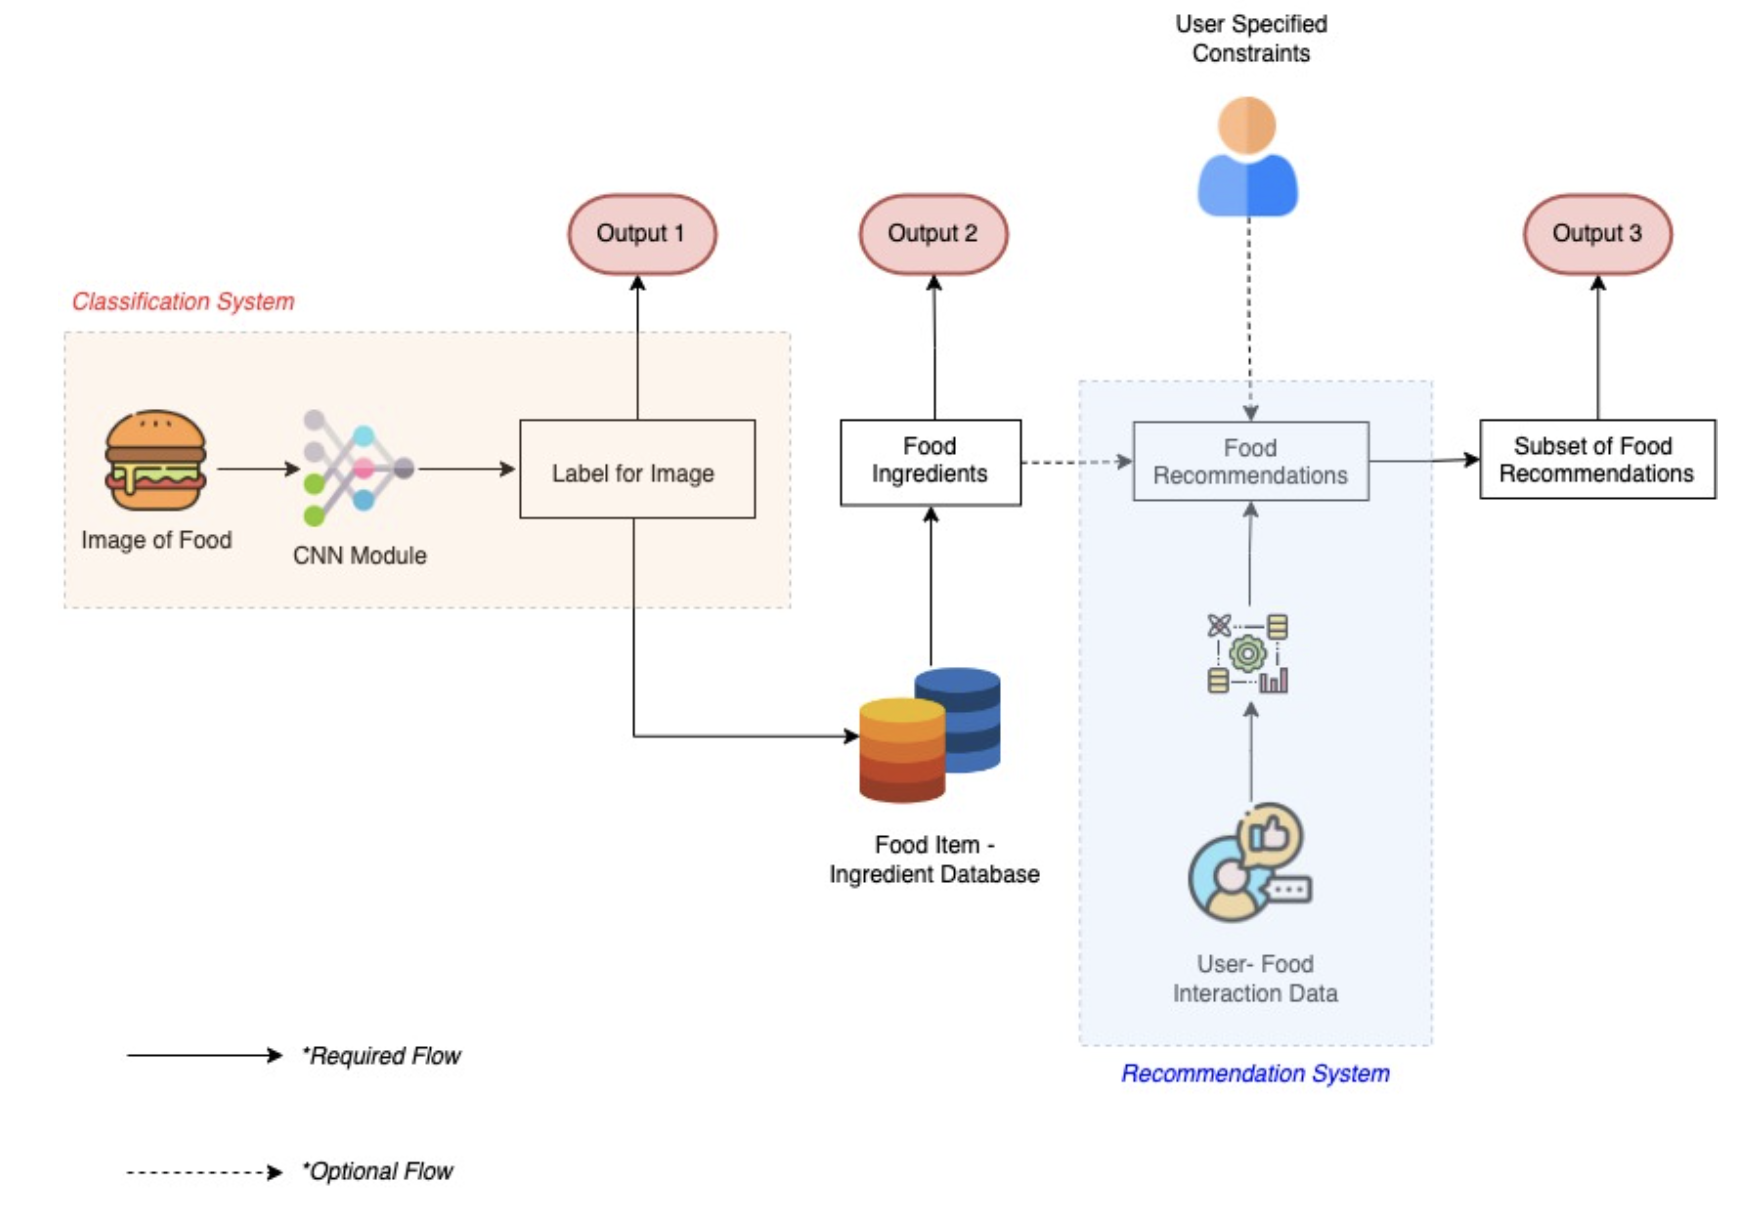 User Specified
Constraints
Output 1
Output 2
Output 3
Classification System
Image of Food
CNN Module
Label for Image
Food
Ingredients
Food
Recommendations
Subset of Food
Recommendations
Food Item -
Ingredient Database
User- Food
Interaction Data
Recommendation System
*Required Flow
*Optional Flow